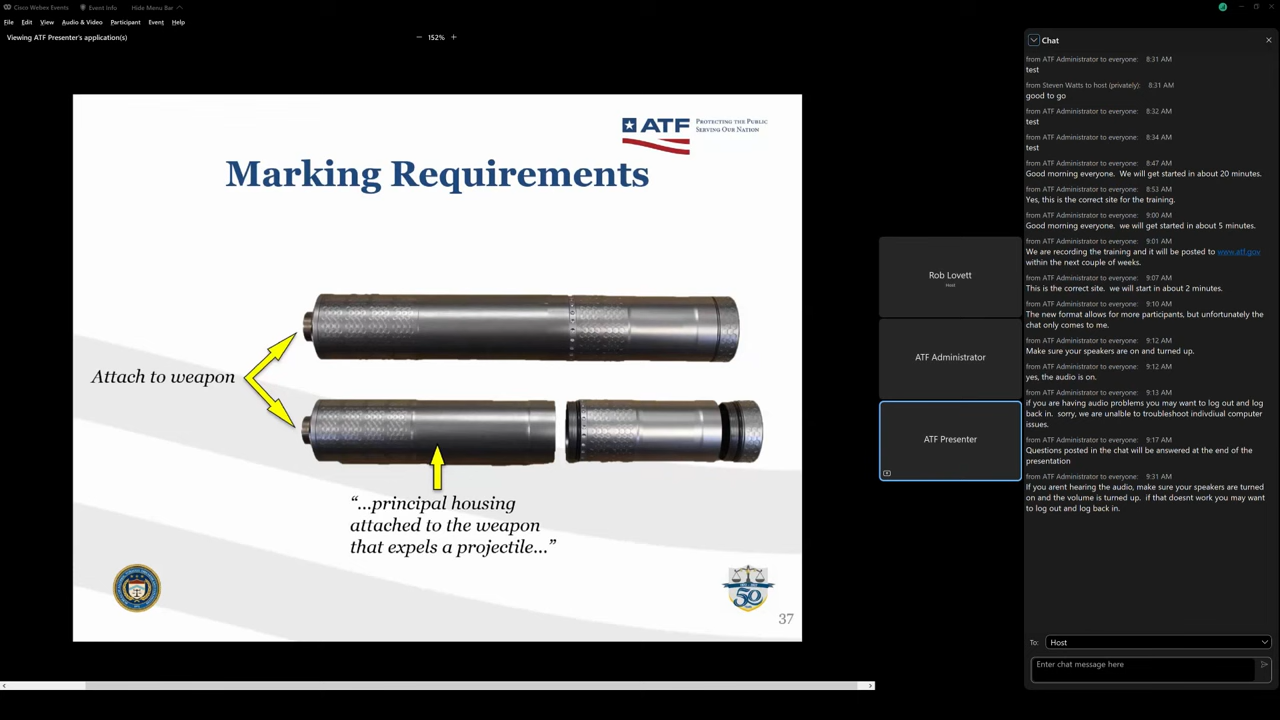 Cisco Webex Events
Event Info
Hide Menu Bar
File Edit View Audio & Video Participant Event Help
Viewing ATF Presenter's application(s)
152%
ATF
PROTECTING THE PUBLIC
SERVING OUR NATION
Marking Requirements
Attach to weapon
“...principal housing
attached to the weapon
that expels a projectile...”
50
37
Rob Lovett
Host
ATF Administrator
ATF Presenter
Chat
from ATF Administrator to everyone: 8:31 AM
test
from Steven Watts to host (privately): 8:31 AM
good to go
from ATF Administrator to everyone: 8:32 AM
test
from ATF Administrator to everyone: 8:34 AM
test
from ATF Administrator to everyone: 8:47 AM
Good morning everyone. We will get started in about 20 minutes.
from ATF Administrator to everyone: 8:53 AM
Yes, this is the correct site for the training.
from ATF Administrator to everyone: 9:00 AM
Good morning everyone. we will get started in about 5 minutes.
from ATF Administrator to everyone: 9:01 AM
We are recording the training and it will be posted to www.atf.gov
within the next couple of weeks.
from ATF Administrator to everyone: 9:07 AM
This is the correct site. we will start in about 2 minutes.
from ATF Administrator to everyone: 9:10 AM
The new format allows for more participants, but unfortunately the
chat only comes to me.
from ATF Administrator to everyone: 9:12 AM
Make sure your speakers are on and turned up.
from ATF Administrator to everyone: 9:12 AM
yes, the audio is on.
from ATF Administrator to everyone: 9:13 AM
if you are having audio problems you may want to log out and log
back in. sorry, we are unalble to troubleshoot indivdiual computer
issues.
from ATF Administrator to everyone: 9:17 AM
Questions posted in the chat will be answered at the end of the
presentation
from ATF Administrator to everyone: 9:31 AM
If you arent hearing the audio, make sure your speakers are turned
on and the volume is turned up. if that doesnt work you may want
to log out and log back in.
To: Host
Enter chat message here